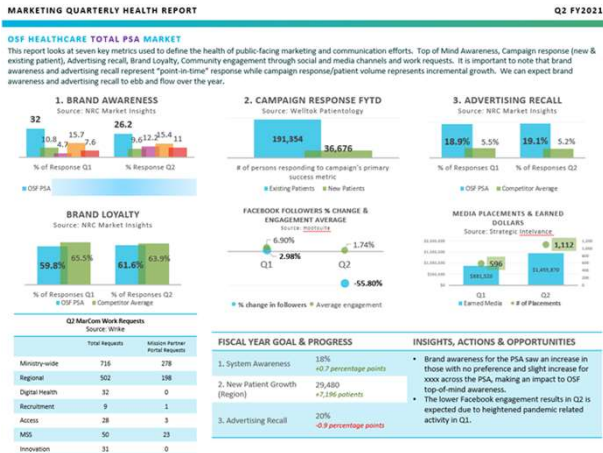 MARKETING QUARTERLY HEALTH REPORT
Q2 FY2021
OSF HEALTHCARE TOTAL PSA MARKET
This report looks at seven key metrics used to define the health of public-facing marketing and communication efforts. Top of Mind Awareness, Campaign response (new &
existing patient), Advertising recall, Brand Loyalty, Community engagement through social and media channels and work requests. It is important to note that brand
awareness and advertising recall represent "point-in-time" response while campaign response/patient volume represents incremental growth. We can expect brand
awareness and advertising recall to ebb and flow over the year.
1. BRAND AWARENESS
Source: NRC Market Insights
32
10.8
4.7
15.7
7.6
26.2
9.6
12.2
15.4
11
% of Response Q1
% of Response Q2
OSF PSA
2. CAMPAIGN RESPONSE FYTD
Source: Welltok Patientology
191,354
36,676
# of persons responding to campaign's primary
success metric
Existing Patients
New Patients
3. ADVERTISING RECALL
Source: NRC Market Insights
18.9%
5.5%
19.1%
5.2%
% of Response Q1
% of Response Q2
OSF PSA
Competitor Average
BRAND LOYALTY
Source: NRC Market Insights
59.8%
65.5%
61.6%
63.9%
% of Response Q1
% of Response Q2
OSF PSA
Competitor Average
FACEBOOK FOLLOWERS % CHANGE &
ENGAGEMENT AVERAGE
Source: Hootsuite
6.90%
2.98%
1.74%
-55.80%
Q1
Q2
% change in followers
Average engagement
MEDIA PLACEMENTS & EARNED
DOLLARS
Source: Strategic Intelvance
596
1,112
Q1
Q2
Earned Media
# of Placements
Q2 MarCom Work Requests
Source: Wrike
Total Requests
Mission Partner
Portal Requests
Ministry-wide 716 278
Regional 502 198
Digital Health 32 0
Recruitment 9 1
Access 28 3
MSS 50 23
Innovation 31 0
FISCAL YEAR GOAL & PROGRESS
1. System Awareness
18%
+0.7 percentage points
2. New Patient Growth
(Region)
29,480
+7,196 patients
3. Advertising Recall
20%
-0.9 percentage points
INSIGHTS, ACTIONS & OPPORTUNITIES
• Brand awareness for the PSA saw an increase in
those with no preference and slight increase for
xxxx across the PSA, making an impact to OSF
top-of-mind awareness.
• The lower Facebook engagement results in Q2 is
expected due to heightened pandemic related
activity in Q1.